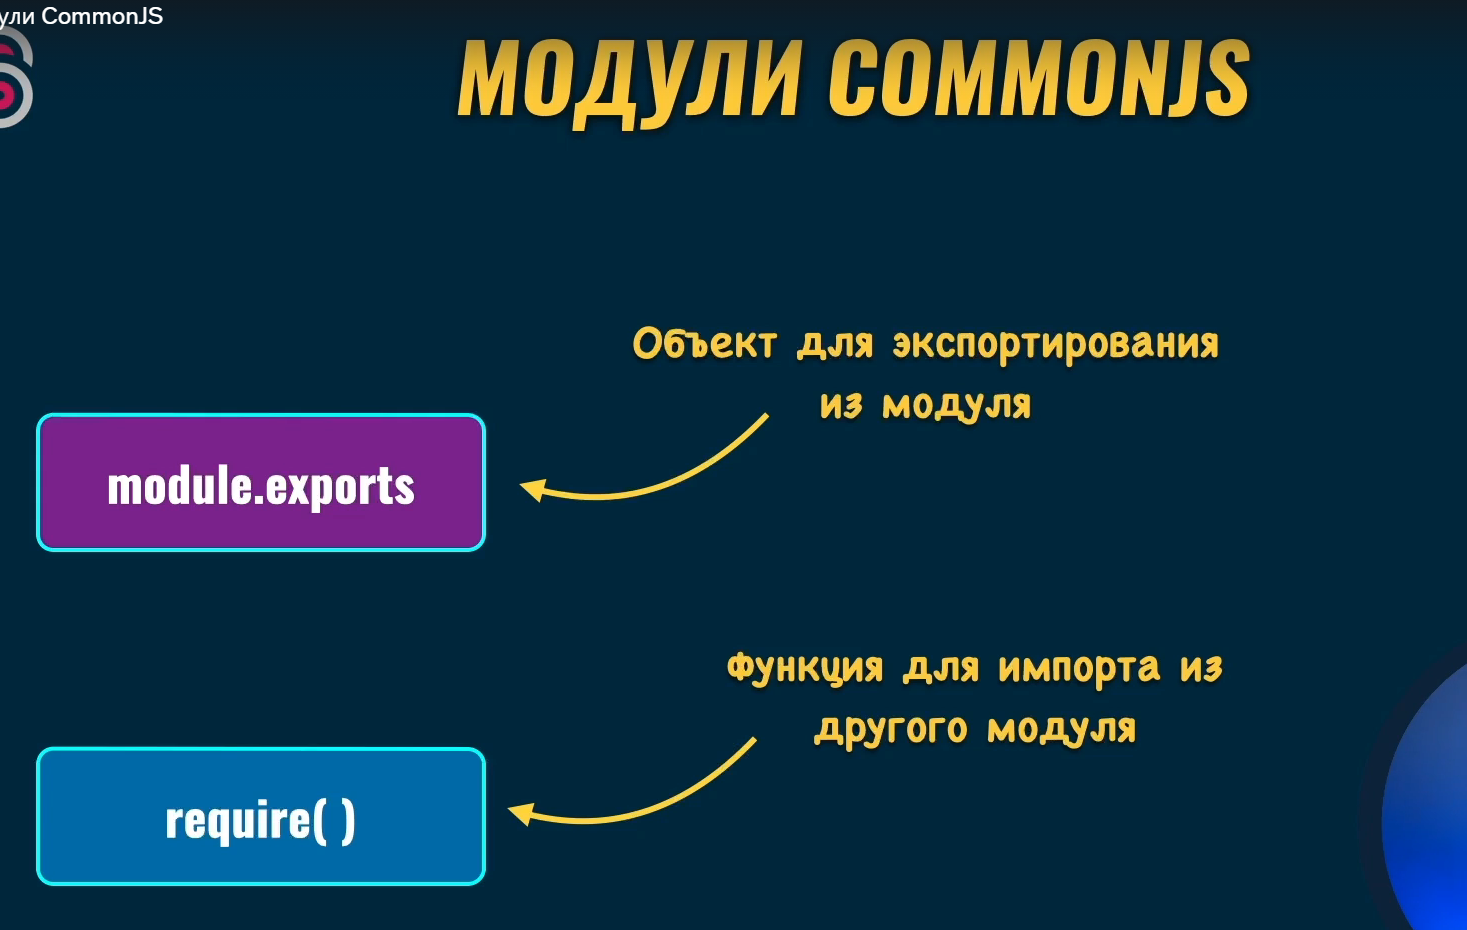 ули CommonJS
МОДУЛИ COMMONJS
Объект для экспортирования
из модуля
module.exports
Функция для импорта из
другого модуля
require( )